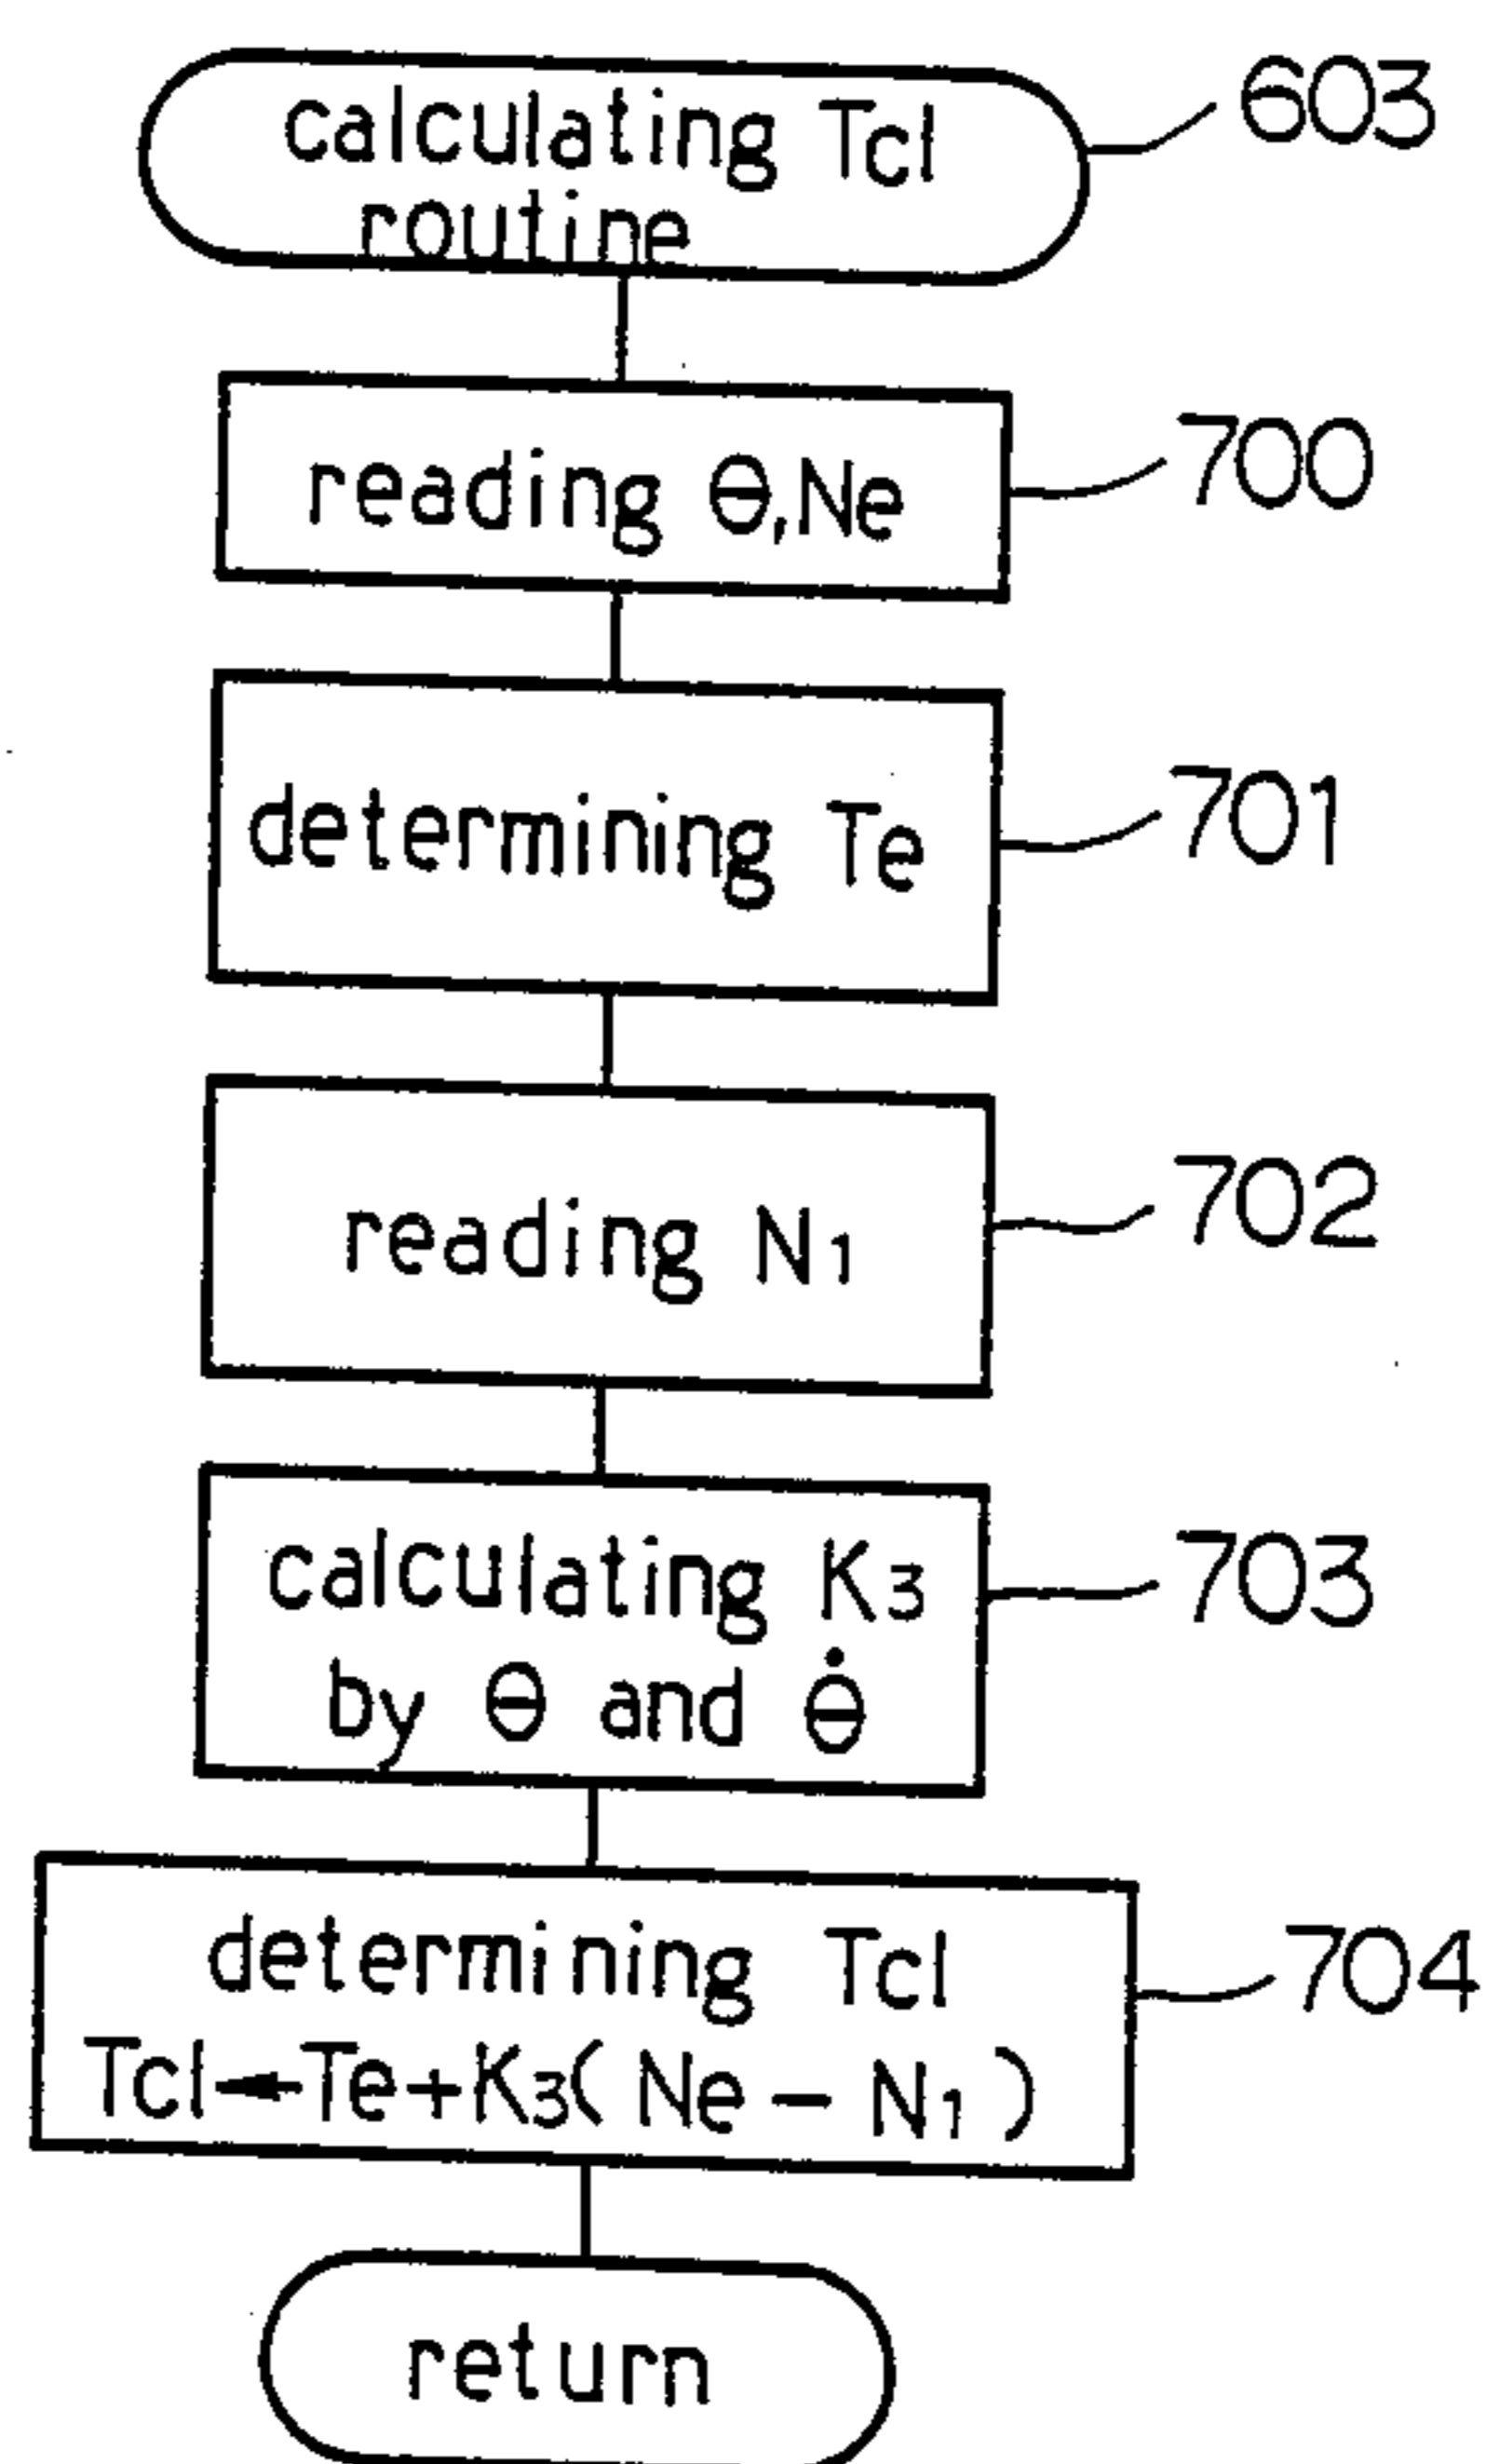 calculating Tcl
routine
603
reading θ,Ne
700
determining Te
701
reading N₁
702
calculating K₃
by θ and θ̇
703
determining Tcl
Tcl←Te+K₃(Ne−N₁)
704
return